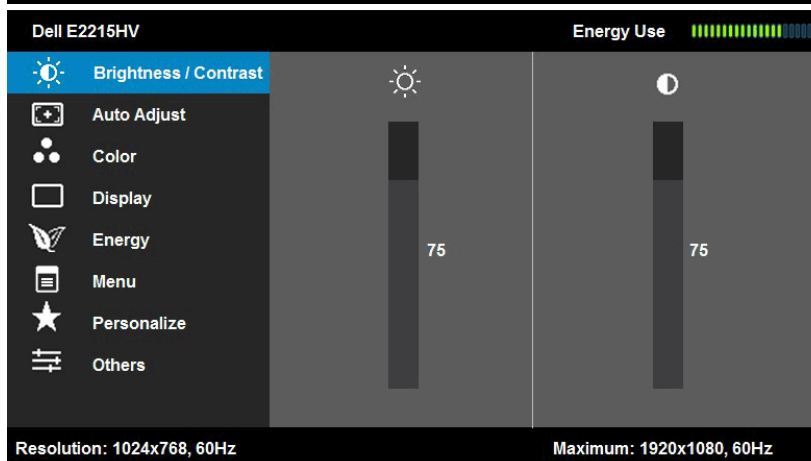 Dell E2215HV Energy Use
Brightness / Contrast
Auto Adjust
Color
Display
Energy
Menu
Personalize
Others
75
75
Resolution: 1024x768, 60Hz Maximum: 1920x1080, 60Hz